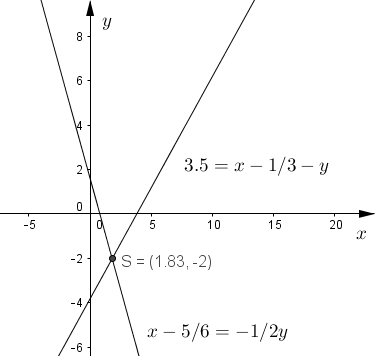 y
8
6
4
3.5 = x − 1/3 − y
2
0
-5 0 5 10 15 20
x
-2
S = (1.83, -2)
-4
x − 5/6 = −1/2y
-6